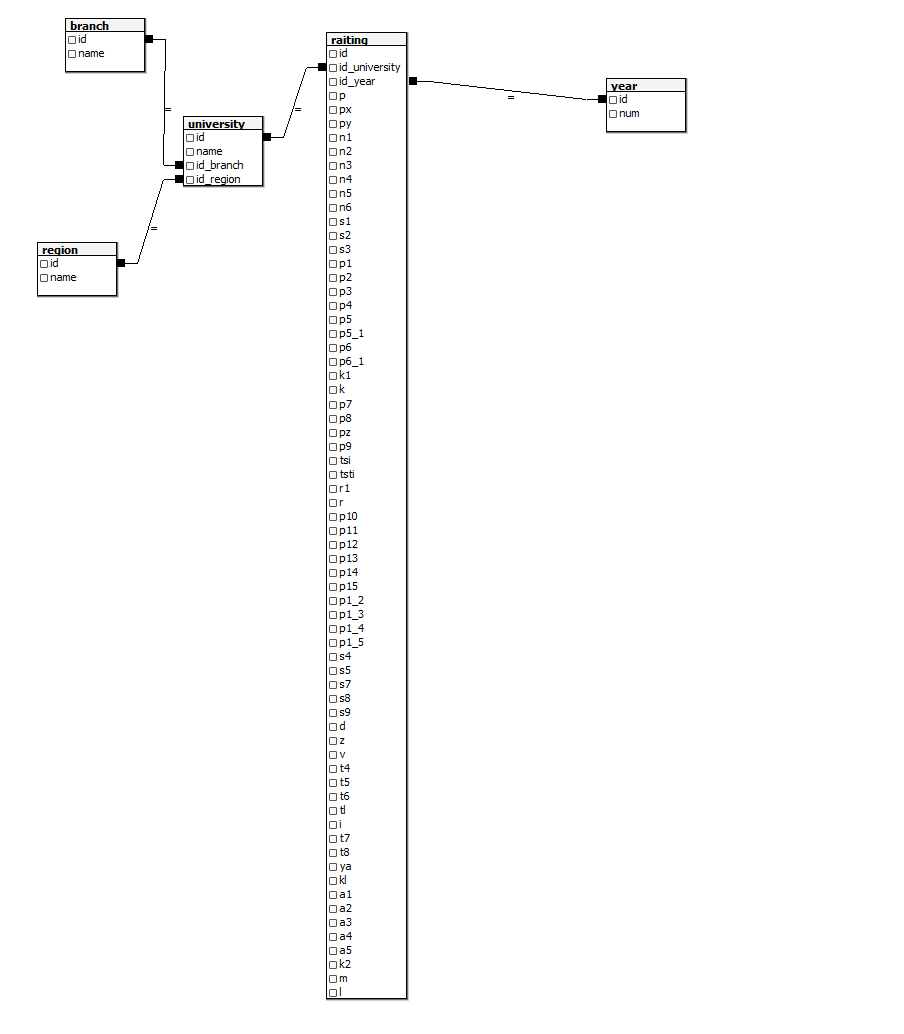 branch
id
name
=
university
id
name
id_branch
id_region
=
region
id
name
=
raiting
id
id_university
id_year
p
px
py
n1
n2
n3
n4
n5
n6
s1
s2
s3
p1
p2
p3
p4
p5
p5_1
p6
p6_1
k1
k
p7
p8
pz
p9
tsi
tsti
r1
r
p10
p11
p12
p13
p14
p15
p1_2
p1_3
p1_4
p1_5
s4
s5
s7
s8
s9
d
z
v
t4
t5
t6
tl
i
t7
t8
ya
kl
a1
a2
a3
a4
a5
k2
m
l
=
year
id
num